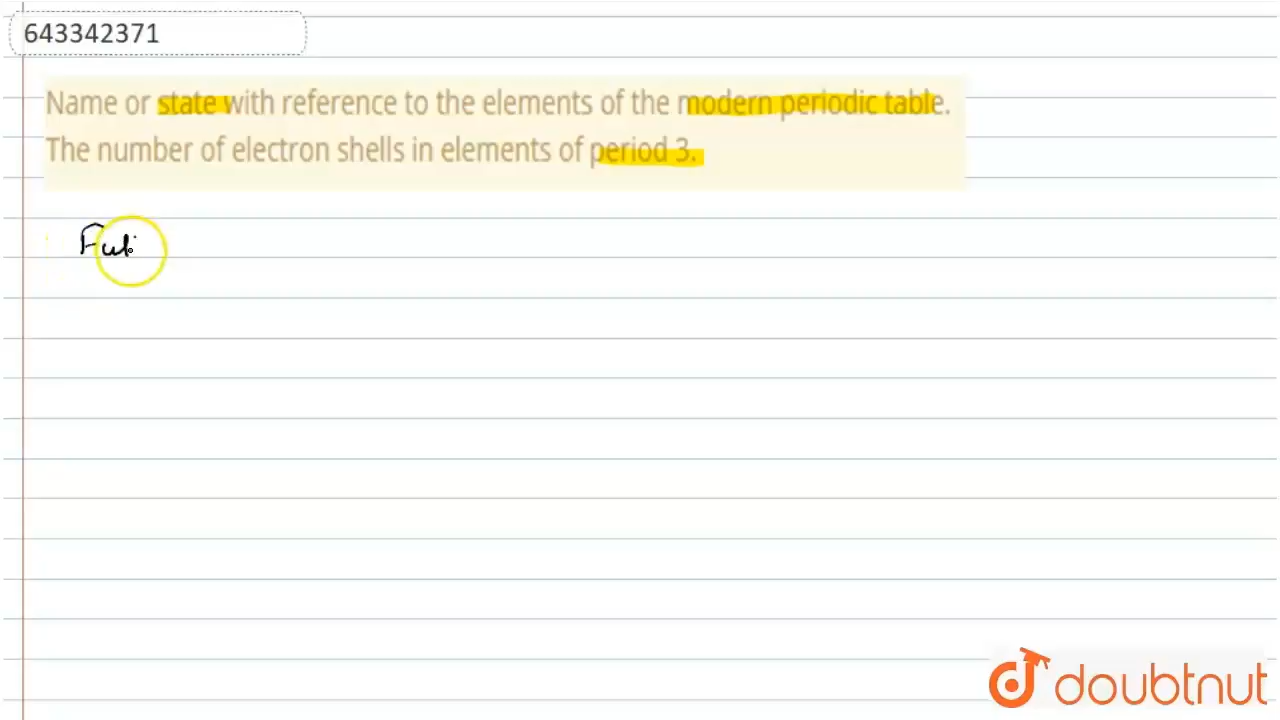 643342371
Name or state with reference to the elements of the modern periodic table.
The number of electron shells in elements of period 3.
doubtnut